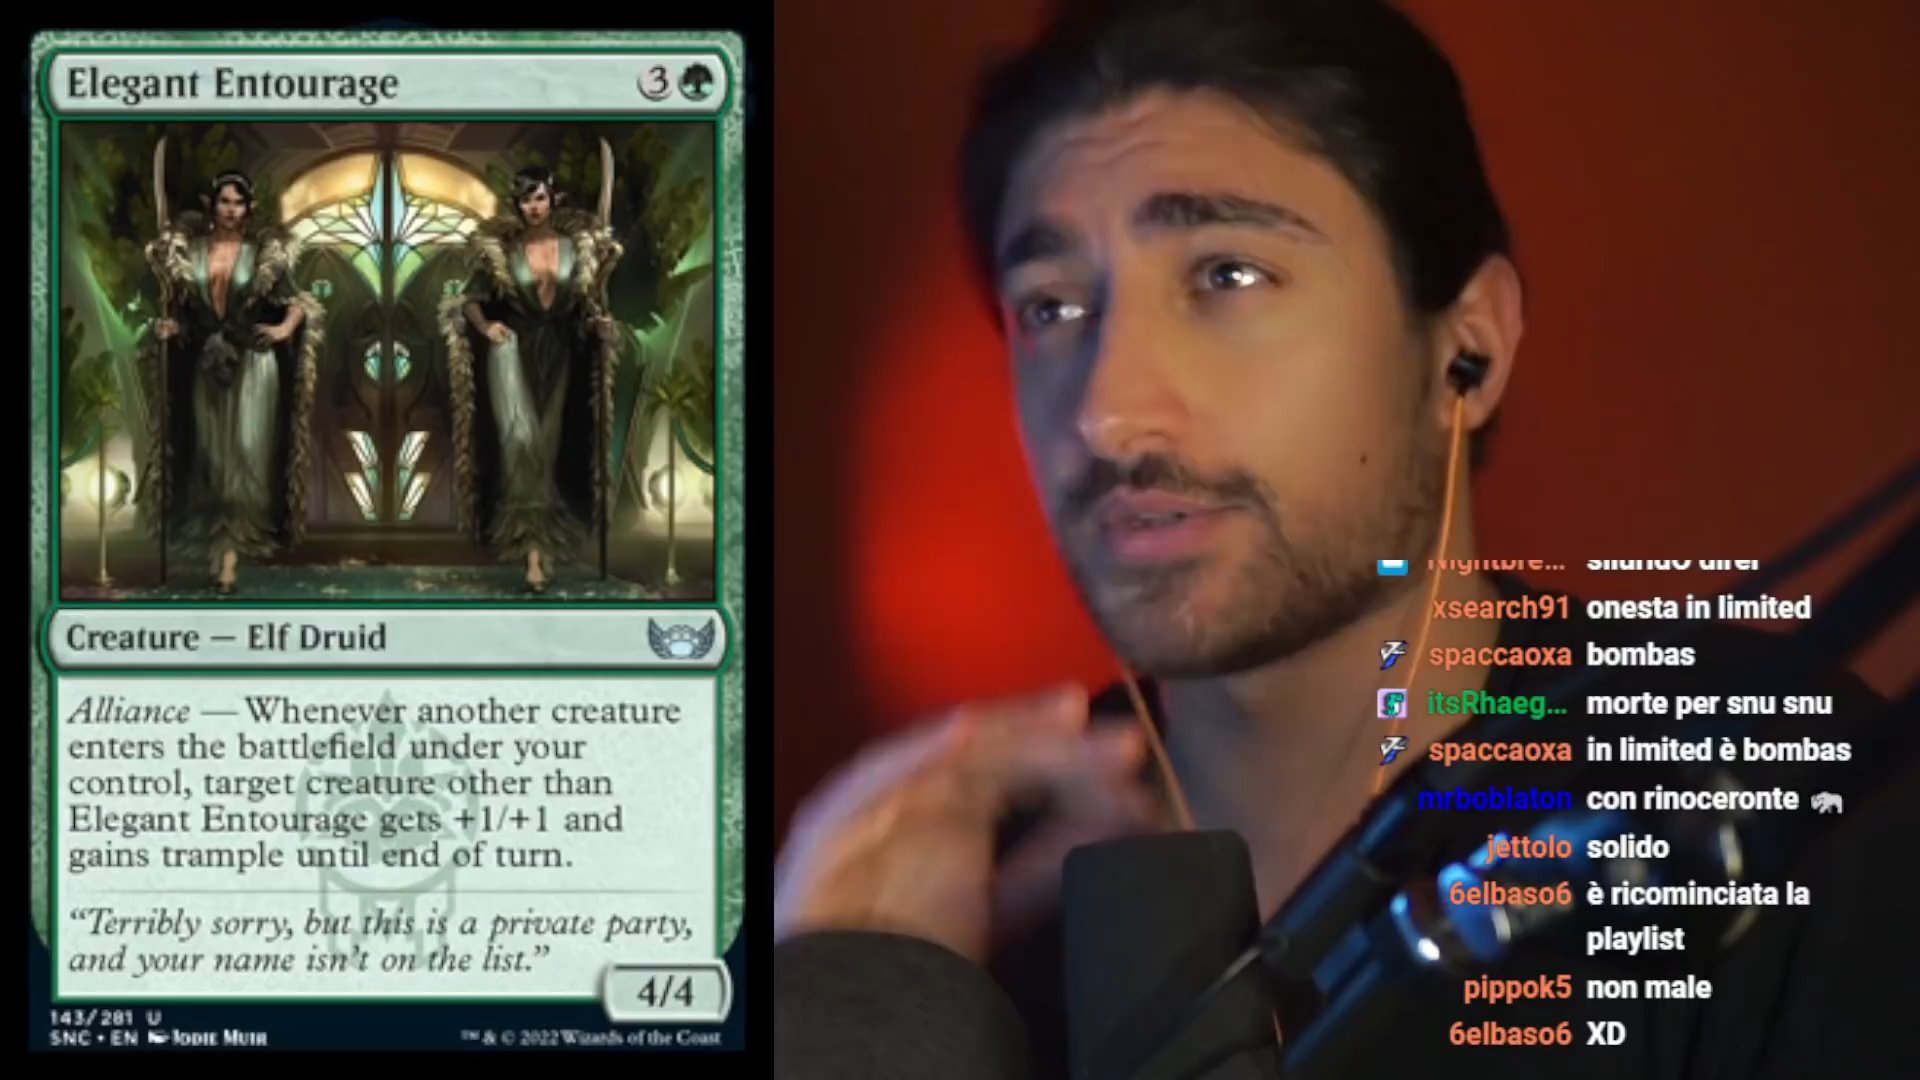 Elegant Entourage
3
Creature — Elf Druid
Alliance — Whenever another creature
enters the battlefield under your
control, target creature other than
Elegant Entourage gets +1/+1 and
gains trample until end of turn.
“Terribly sorry, but this is a private party,
and your name isn’t on the list.”
4/4
143/281 U
SNC • EN Jodie Muir
™ & © 2022 Wizards of the Coast
xsearch91 onesta in limited
spaccaoxa bombas
itsRhaeg... morte per snu snu
spaccaoxa in limited è bombas
mrboblaton con rinoceronte
jettolo solido
6elbaso6 è ricominciata la
playlist
pippok5 non male
6elbaso6 XD